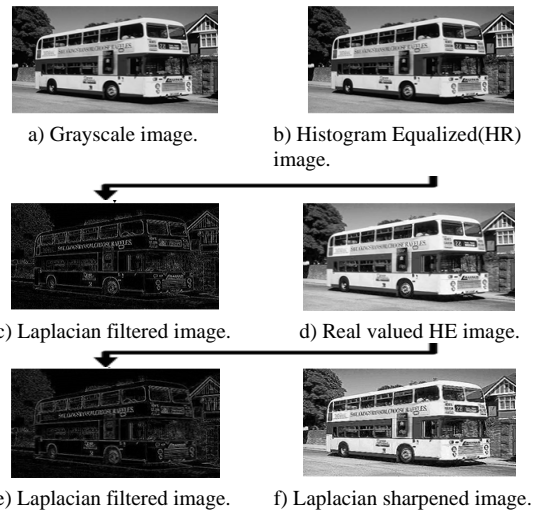 a) Grayscale image.
b) Histogram Equalized(HR)
image.
c) Laplacian filtered image.
d) Real valued HE image.
e) Laplacian filtered image.
f) Laplacian sharpened image.